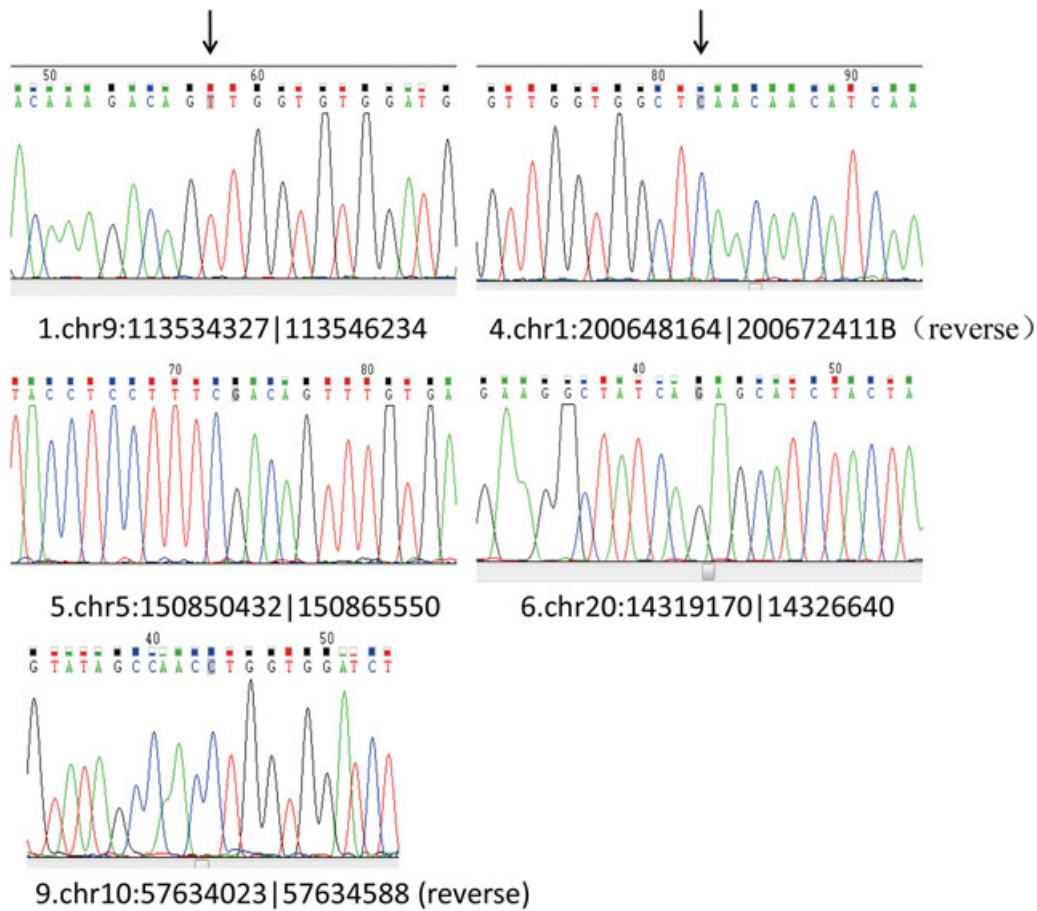 50 60
A C A A A G A C A G T T G G T G T G G A T G
1.chr9:113534327|113546234
80 90
G T T G G T G G C T C A A C A A C A T C A A
4.chr1:200648164|200672411B（reverse）
70 80
T A C C T C C T T T C G A C A G T T T G T G A
5.chr5:150850432|150865550
40 50
G A A G G C T A T C A G A G C A T C T A C T A
6.chr20:14319170|14326640
40 50
G T A T A G C C A A C C T G G T G G A T C T
9.chr10:57634023|57634588 (reverse)